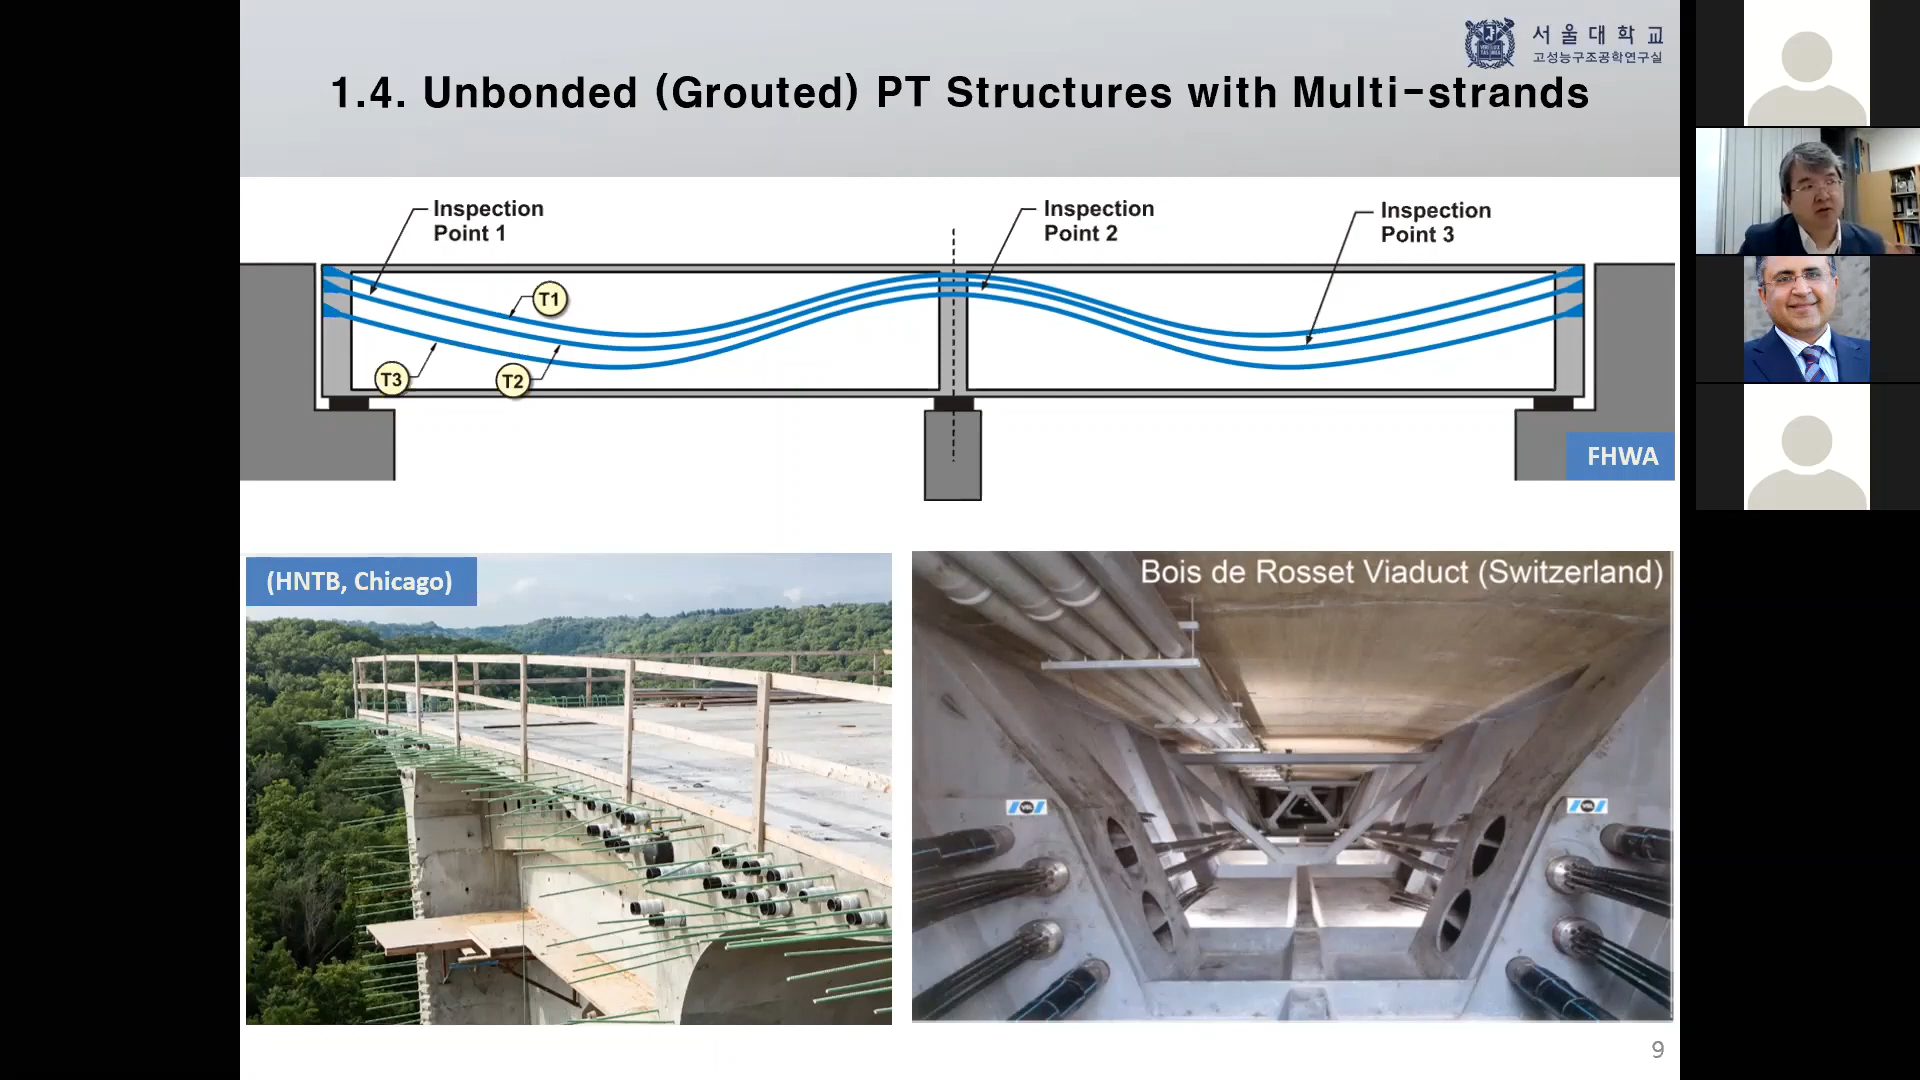 서울대학교
고성능구조공학연구실
1.4. Unbonded (Grouted) PT Structures with Multi-strands
Inspection
Point 1
Inspection
Point 2
Inspection
Point 3
T1
T3
T2
FHWA
(HNTB, Chicago)
Bois de Rosset Viaduct (Switzerland)
VSL
VSL
9